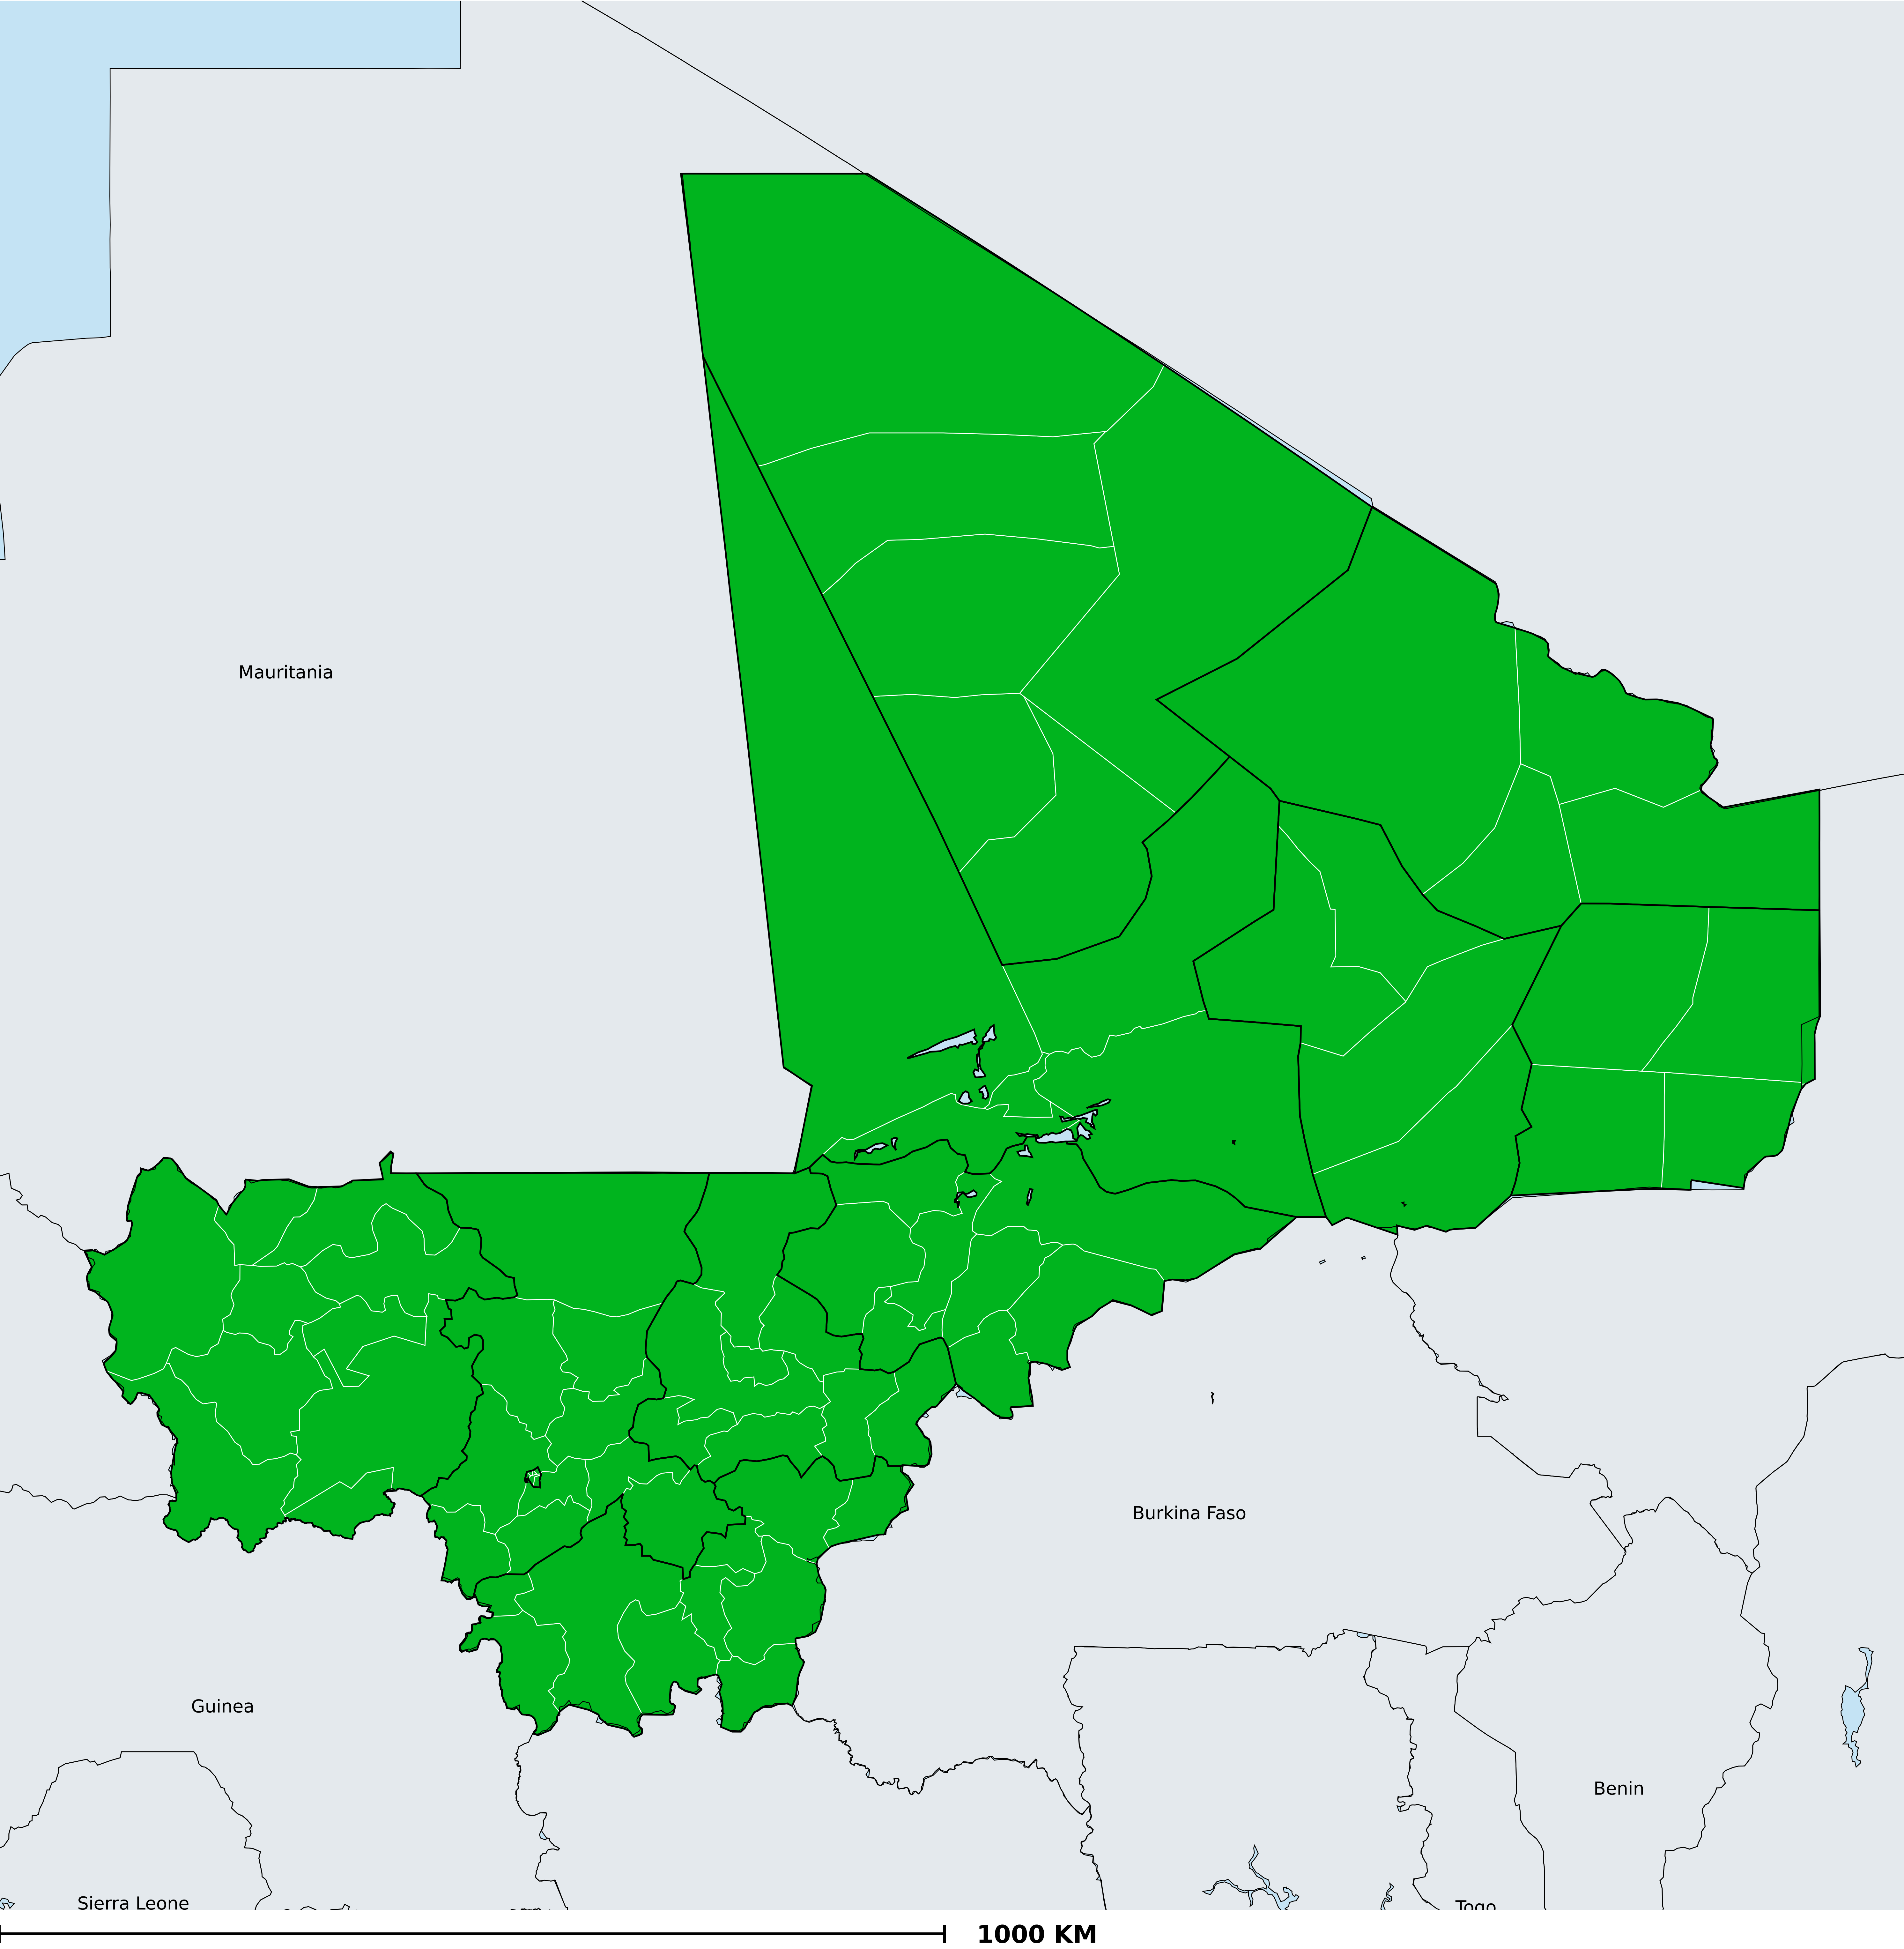 Mauritania
Burkina Faso
Guinea
Benin
Sierra Leone
Togo
1000 KM